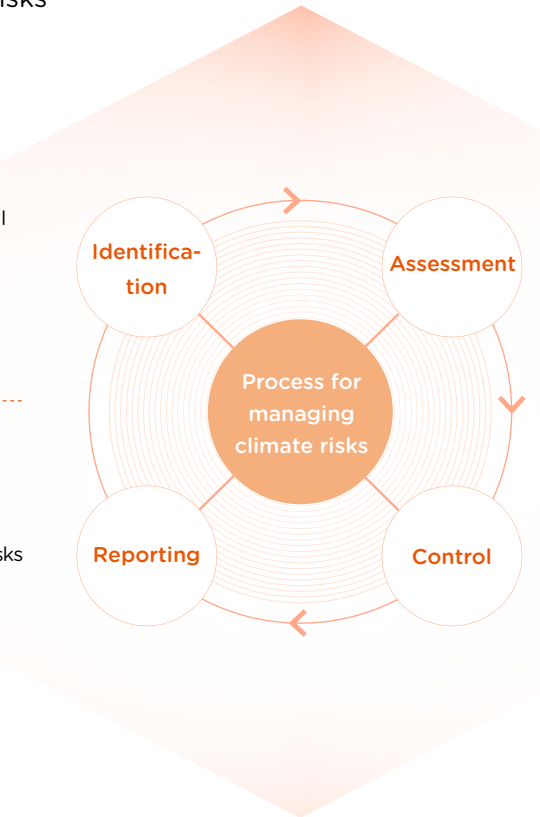 l
Identifica-
tion
Assessment
Process for
managing
climate risks
Reporting
Control